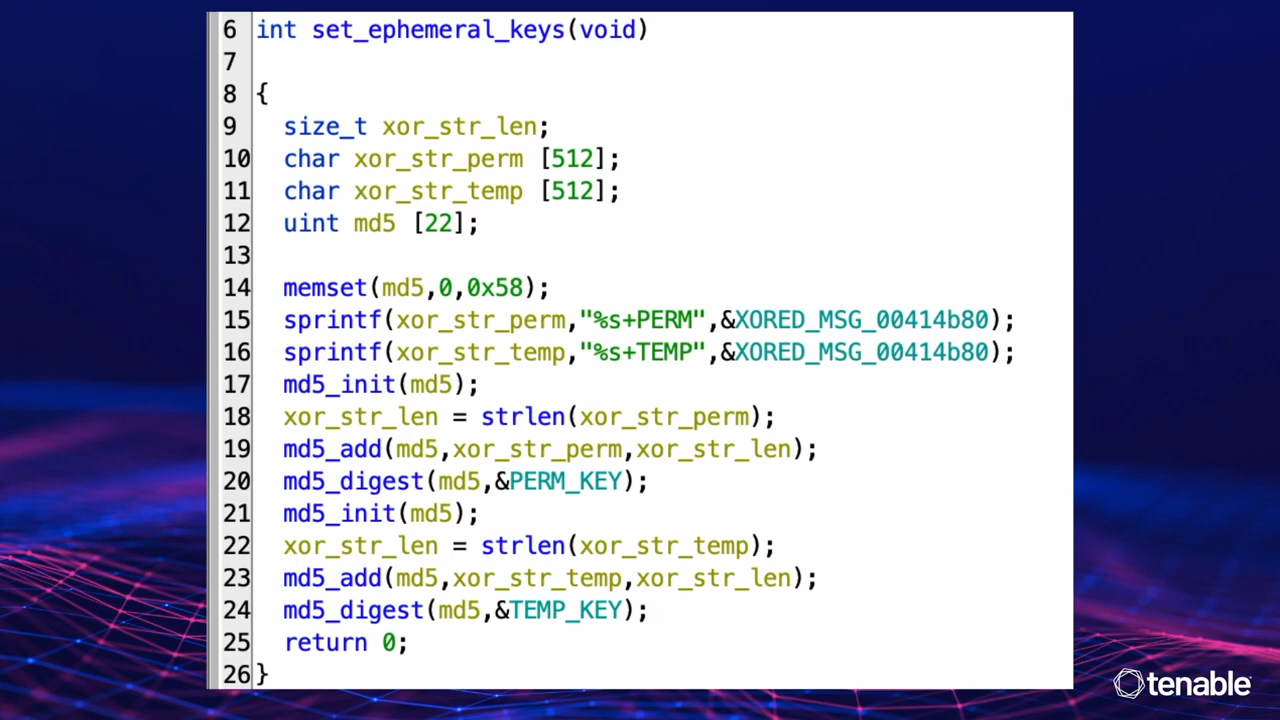 6 int set_ephemeral_keys(void)
7
8 {
9 size_t xor_str_len;
10 char xor_str_perm [512];
11 char xor_str_temp [512];
12 uint md5 [22];
13
14 memset(md5,0,0x58);
15 sprintf(xor_str_perm,"%s+PERM",&XORED_MSG_00414b80);
16 sprintf(xor_str_temp,"%s+TEMP",&XORED_MSG_00414b80);
17 md5_init(md5);
18 xor_str_len = strlen(xor_str_perm);
19 md5_add(md5,xor_str_perm,xor_str_len);
20 md5_digest(md5,&PERM_KEY);
21 md5_init(md5);
22 xor_str_len = strlen(xor_str_temp);
23 md5_add(md5,xor_str_temp,xor_str_len);
24 md5_digest(md5,&TEMP_KEY);
25 return 0;
26 }
tenable